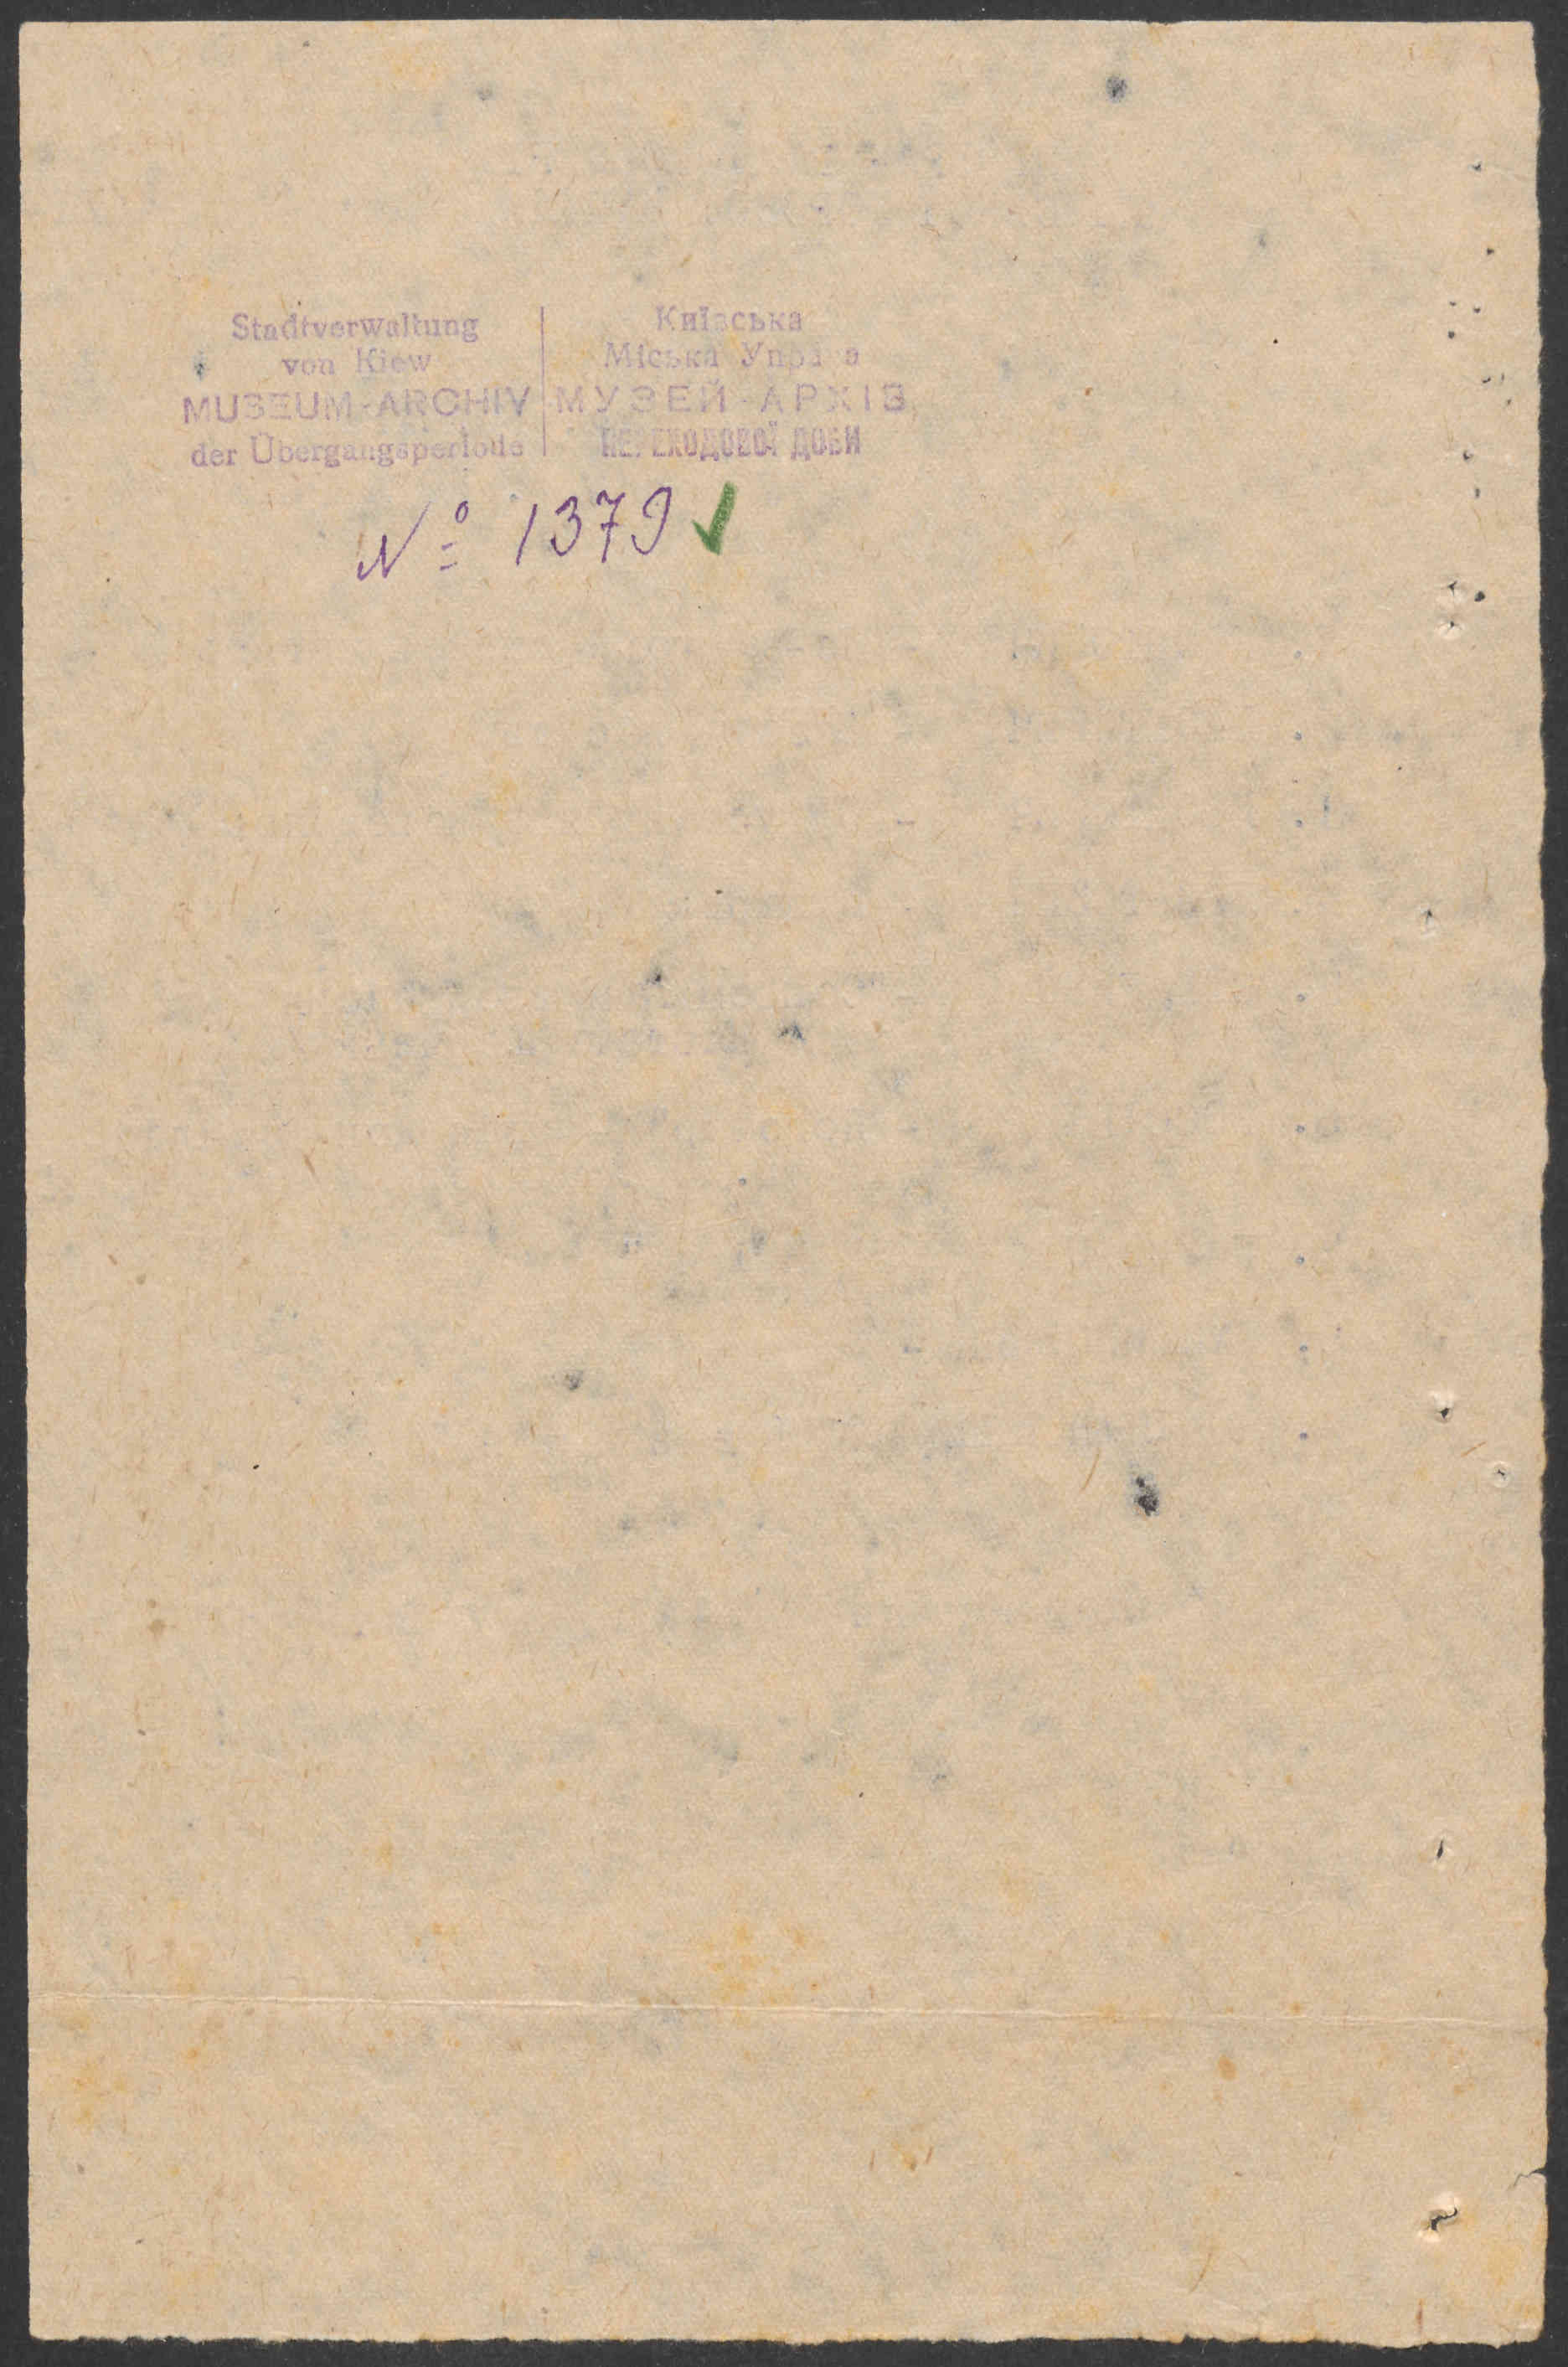 Stadtverwaltung
von Kiew
MUSEUM-ARCHIV
der Übergangsperiode
Київська
Міська Управа
МУЗЕЙ-АРХІВ
ПЕРЕХОДОВОЇ ДОБИ
№ 1379